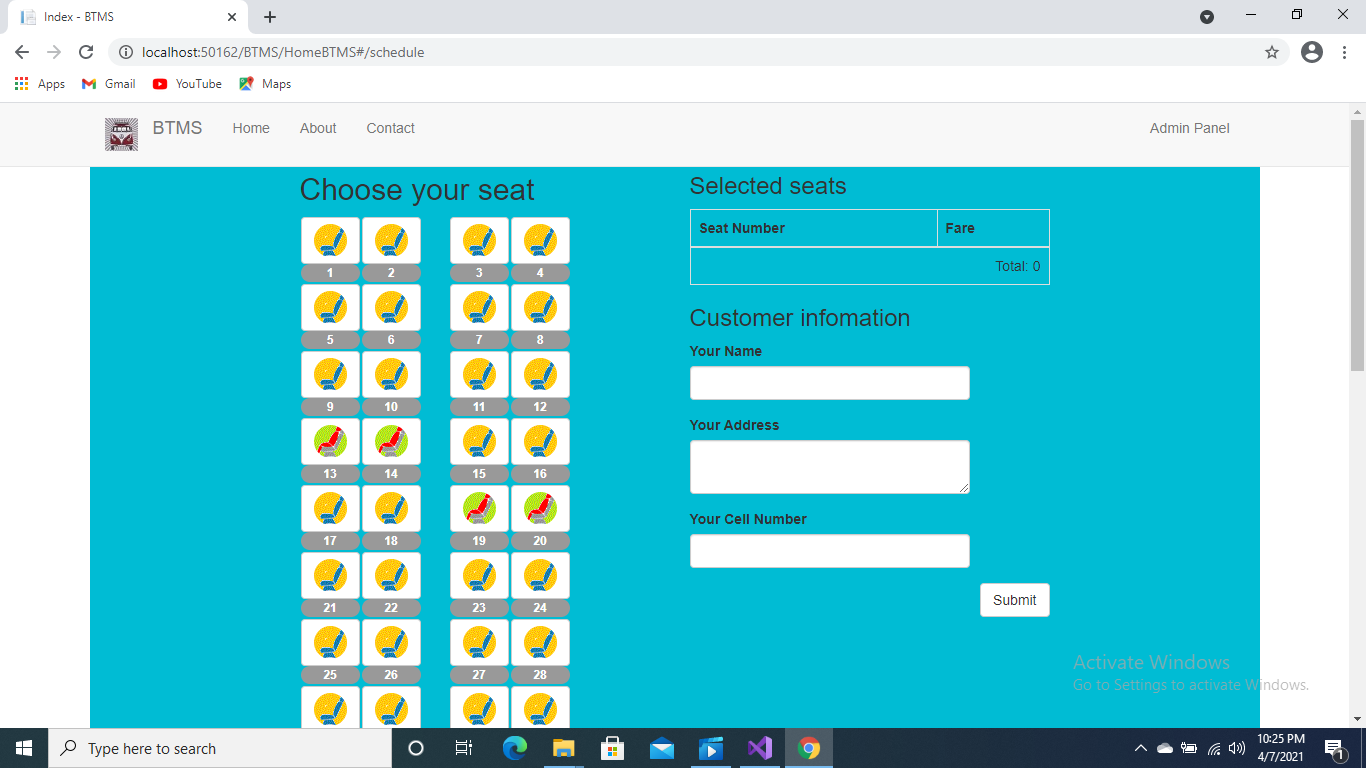 Index - BTMS
localhost:50162/BTMS/HomeBTMS#/schedule
Apps Gmail YouTube Maps
BTMS Home About Contact Admin Panel
Choose your seat
1 2 3 4
5 6 7 8
9 10 11 12
13 14 15 16
17 18 19 20
21 22 23 24
25 26 27 28
Selected seats
Seat Number Fare
Total: 0
Customer infomation
Your Name
Your Address
Your Cell Number
Submit
Activate Windows
Go to Settings to activate Windows.
Type here to search
10:25 PM
4/7/2021
1